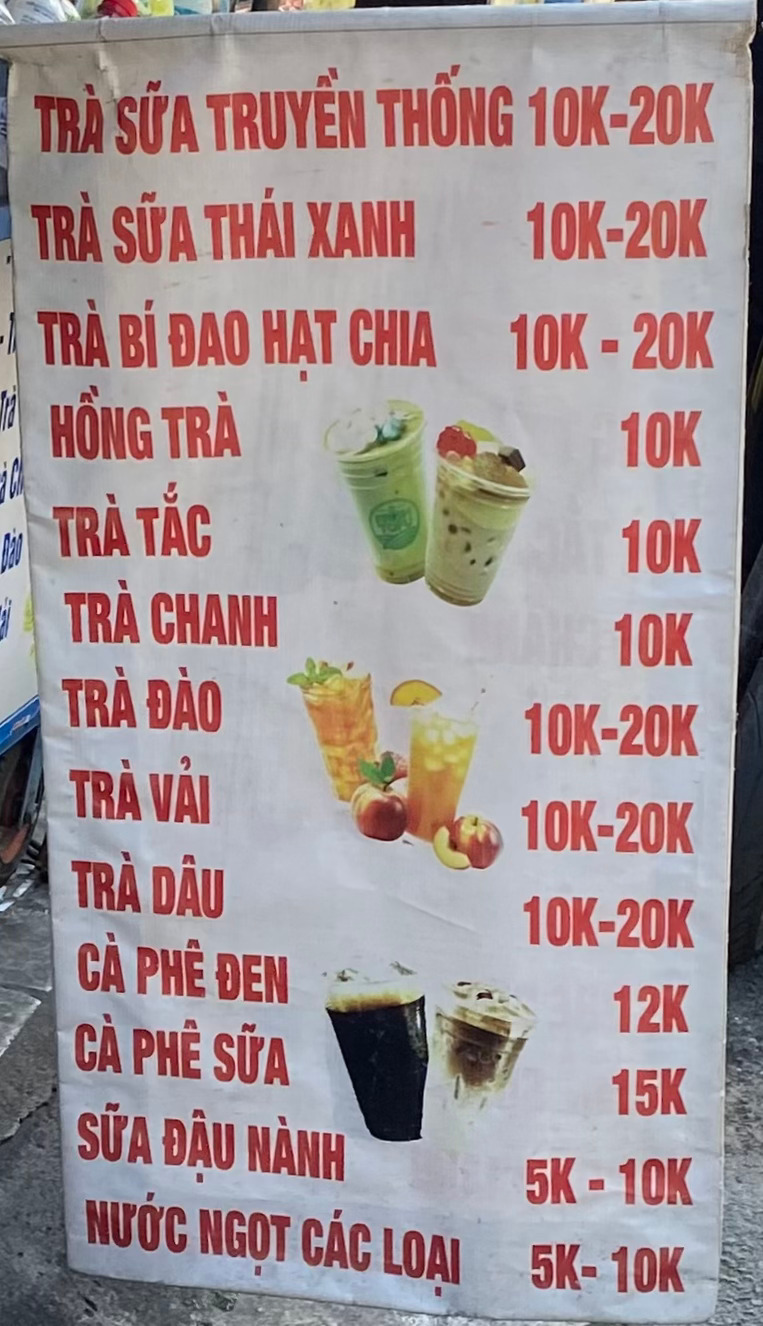 TRÀ SỮA TRUYỀN THỐNG 10K-20K
TRÀ SỮA THÁI XANH 10K-20K
TRÀ BÍ ĐAO HẠT CHIA 10K - 20K
HỒNG TRÀ 10K
TRÀ TẮC 10K
TRÀ CHANH 10K
TRÀ ĐÀO 10K-20K
TRÀ VẢI 10K-20K
TRÀ DÂU 10K-20K
CÀ PHÊ ĐEN 12K
CÀ PHÊ SỮA 15K
SỮA ĐẬU NÀNH 5K - 10K
NƯỚC NGỌT CÁC LOẠI 5K- 10K
Trà
Đào